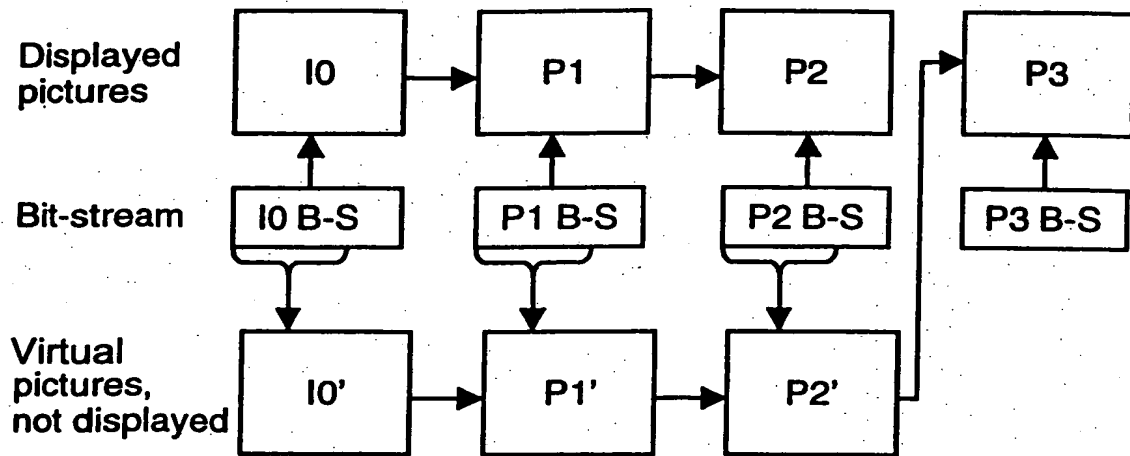 Displayed
pictures
I0
P1
P2
P3
Bit-stream
I0 B-S
P1 B-S
P2 B-S
P3 B-S
Virtual
pictures,
not displayed
I0'
P1'
P2'